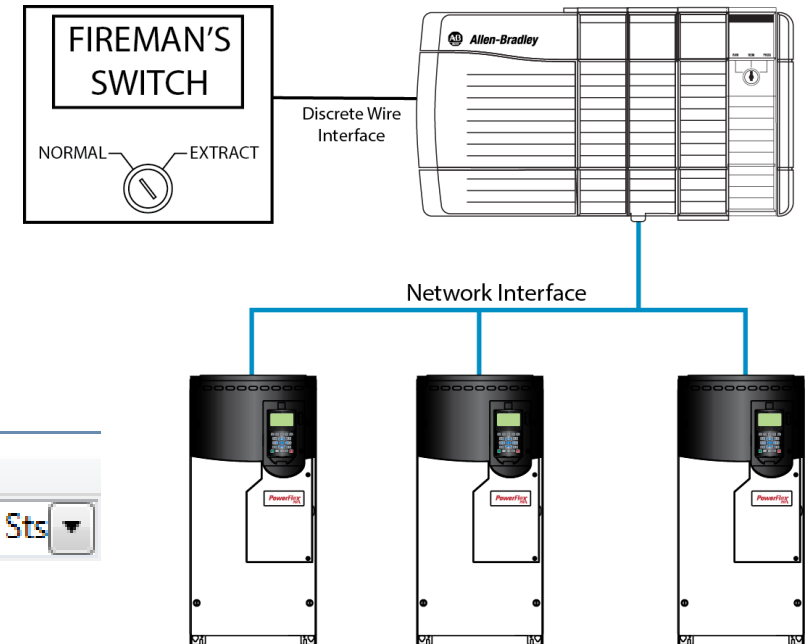 FIREMAN'S
SWITCH
NORMAL
EXTRACT
Discrete Wire
Interface
Allen-Bradley
Network Interface
Sts
PowerFlex
PowerFlex
PowerFlex